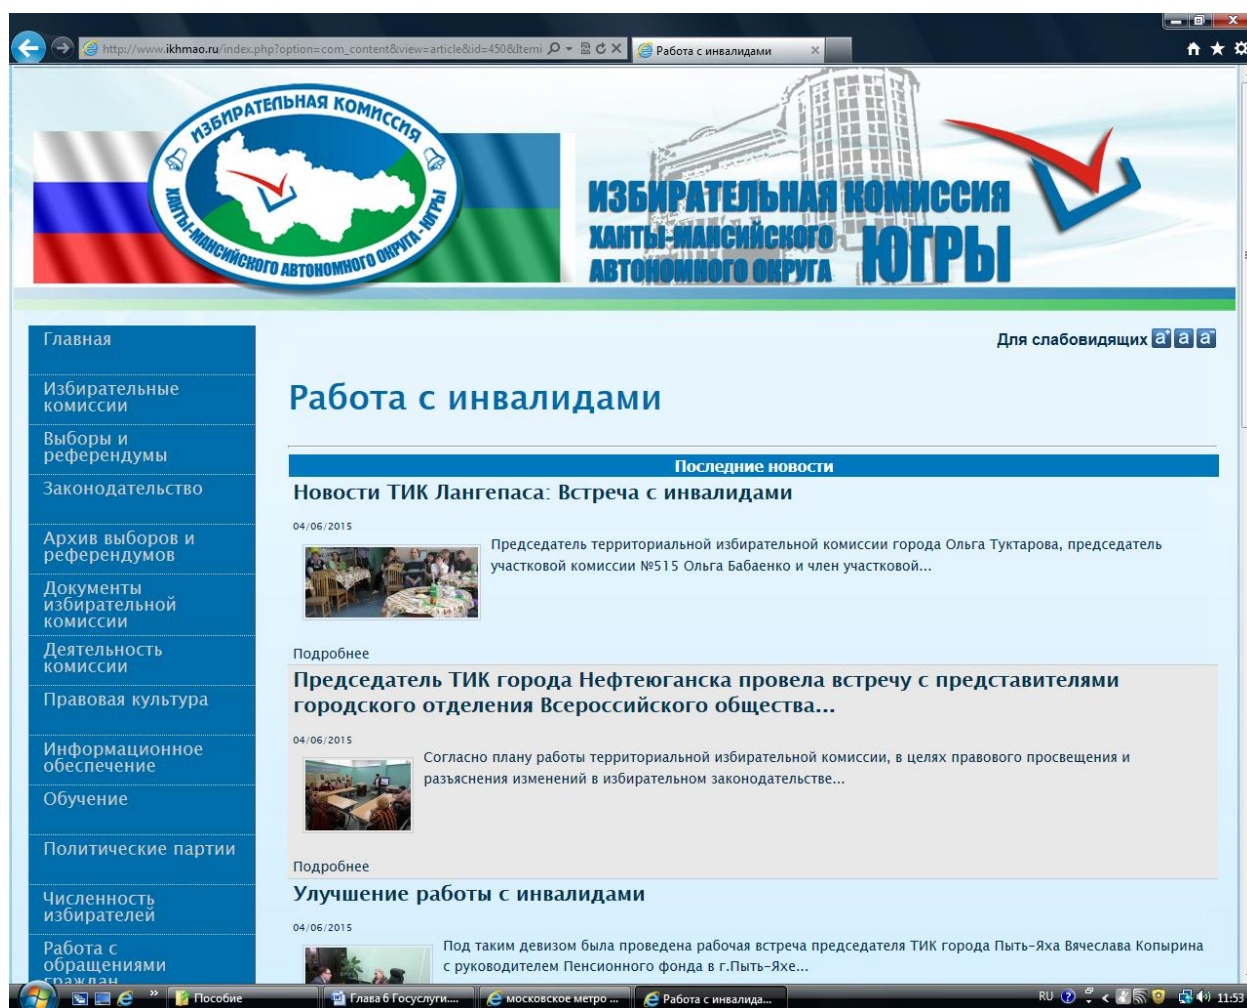 http://www.ikhmao.ru/index.php?option=com_content&view=article&id=450&Itemi
Работа с инвалидами
ИЗБИРАТЕЛЬНАЯ КОМИССИЯ
ХАНТЫ-МАНСИЙСКОГО АВТОНОМНОГО ОКРУГА - ЮГРЫ
ИЗБИРАТЕЛЬНАЯ КОМИССИЯ
ХАНТЫ-МАНСИЙСКОГО
АВТОНОМНОГО ОКРУГА
ЮГРЫ
Для слабовидящих a+ a a-
Главная
Избирательные
комиссии
Выборы и
референдумы
Законодательство
Архив выборов и
референдумов
Документы
избирательной
комиссии
Деятельность
комиссии
Правовая культура
Информационное
обеспечение
Обучение
Политические партии
Численность
избирателей
Работа с
обращениями
граждан
Работа с инвалидами
Последние новости
Новости ТИК Лангепаса: Встреча с инвалидами
04/06/2015
Председатель территориальной избирательной комиссии города Ольга Туктарова, председатель
участковой комиссии №515 Ольга Бабаенко и член участковой...
Подробнее
Председатель ТИК города Нефтеюганска провела встречу с представителями
городского отделения Всероссийского общества...
04/06/2015
Согласно плану работы территориальной избирательной комиссии, в целях правового просвещения и
разъяснения изменений в избирательном законодательстве...
Подробнее
Улучшение работы с инвалидами
04/06/2015
Под таким девизом была проведена рабочая встреча председателя ТИК города Пыть-Яха Вячеслава Копырина
с руководителем Пенсионного фонда в г.Пыть-Яхе...
Пособие
Глава 6 Госуслуги....
московское метро ...
Работа с инвалида...
RU
11:53